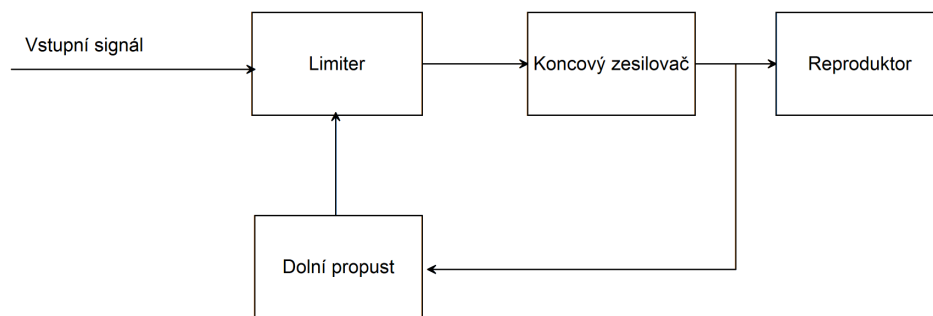 Vstupní signál
Limiter
Koncový zesilovač
Reproduktor
Dolní propust